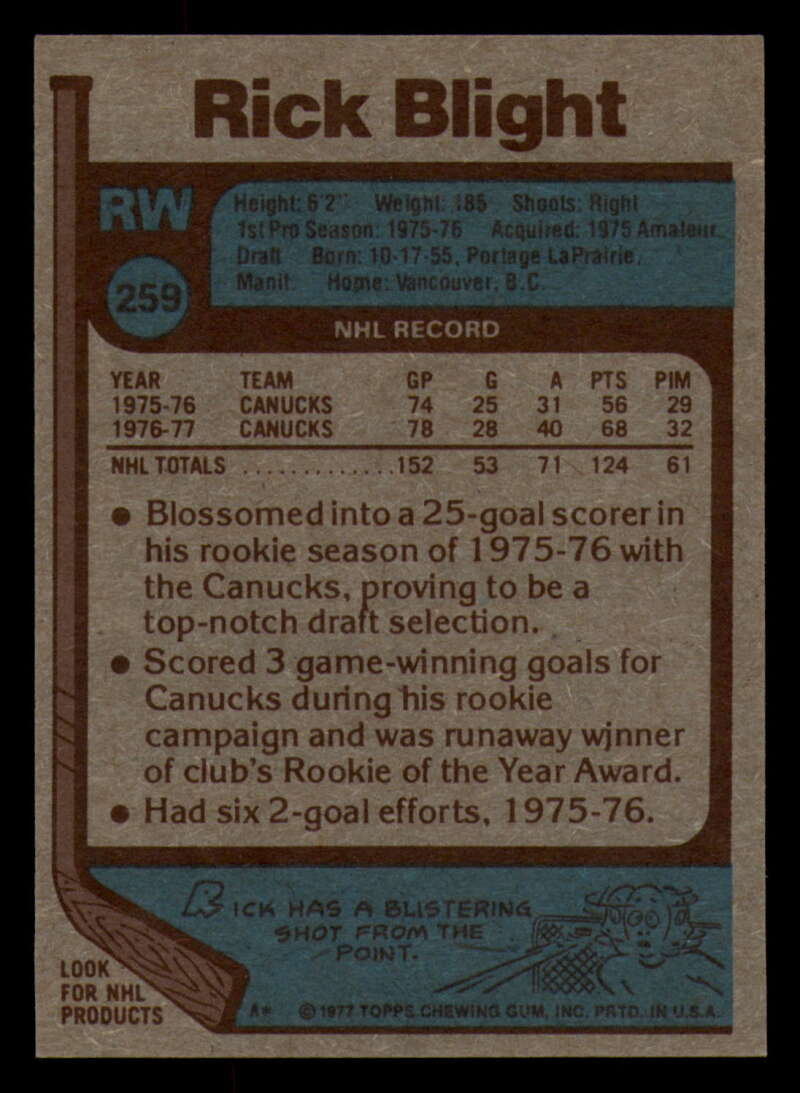 Rick Blight
RW
259
Height: 6'2" Weight: 185 Shoots: Right
1st Pro Season: 1975-76 Acquired: 1975 Amateur
Draft Born: 10-17-55, Portage LaPrairie,
Manit. Home: Vancouver, B.C.
NHL RECORD
YEAR TEAM GP G A PTS PIM
1975-76 CANUCKS 74 25 31 56 29
1976-77 CANUCKS 78 28 40 68 32
NHL TOTALS .............152 53 71 124 61
● Blossomed into a 25-goal scorer in
his rookie season of 1975-76 with
the Canucks, proving to be a
top-notch draft selection.
● Scored 3 game-winning goals for
Canucks during his rookie
campaign and was runaway winner
of club's Rookie of the Year Award.
● Had six 2-goal efforts, 1975-76.
RICK HAS A BLISTERING
SHOT FROM THE
POINT.
LOOK
FOR NHL
PRODUCTS
A* © 1977 TOPPS CHEWING GUM, INC. PRTD. IN U.S.A.